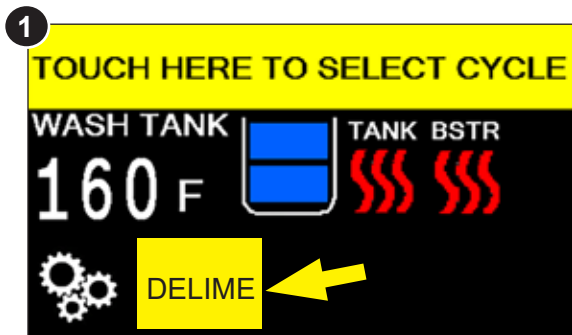 1
TOUCH HERE TO SELECT CYCLE
WASH TANK
TANK BSTR
160 F
DELIME